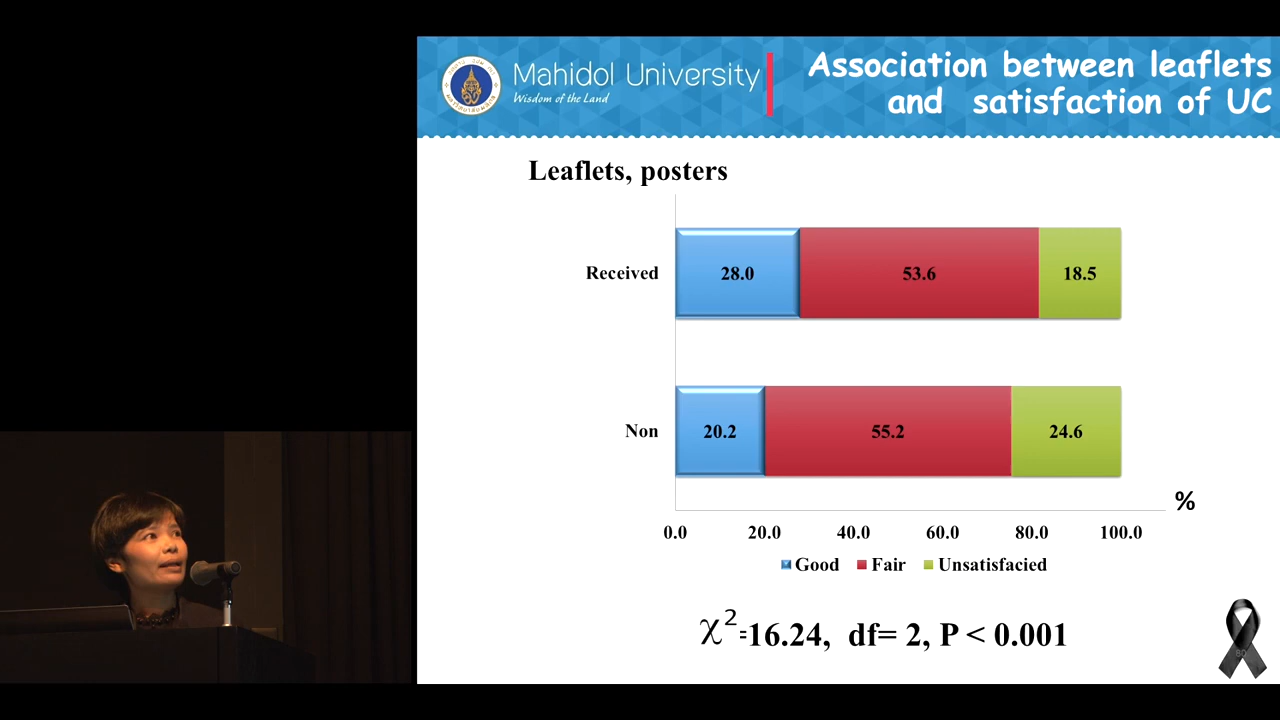 Mahidol University
Wisdom of the Land
Association between leaflets
and satisfaction of UC
Leaflets, posters
Received
28.0
53.6
18.5
Non
20.2
55.2
24.6
%
0.0 20.0 40.0 60.0 80.0 100.0
Good Fair Unsatisfacied
χ²=16.24, df= 2, P < 0.001